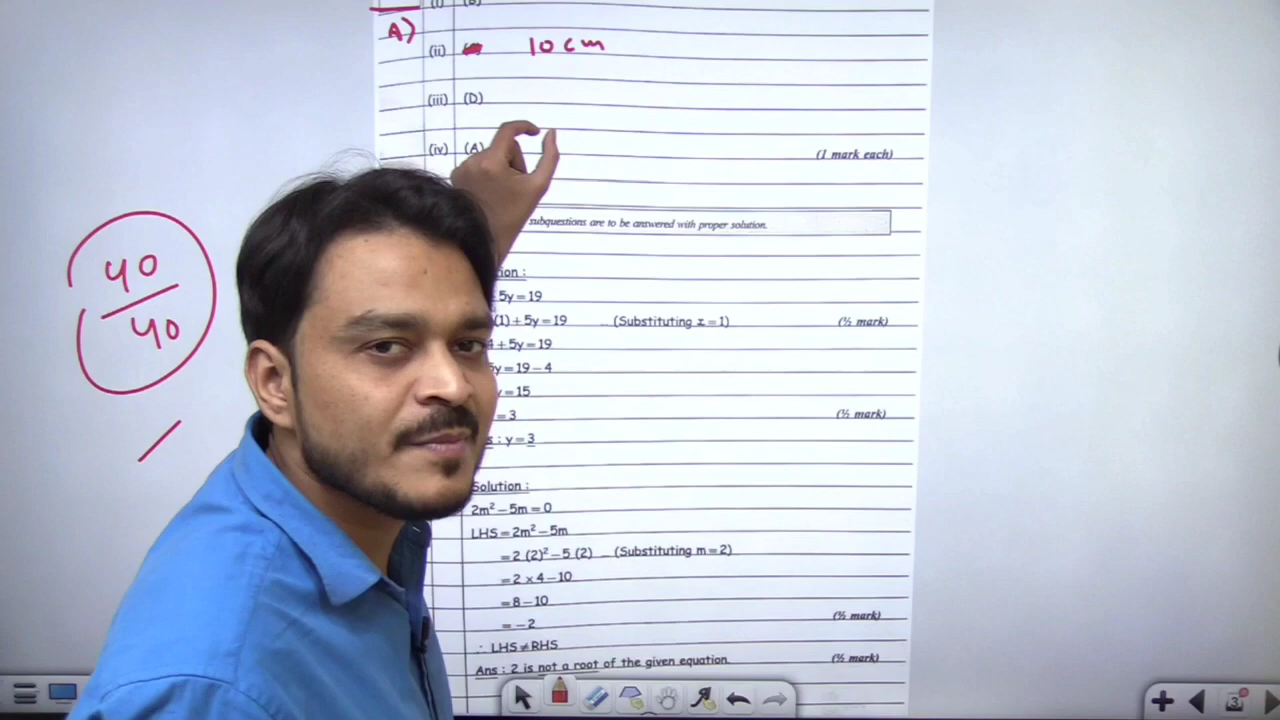 A)
(ii) 10 cm
(iii) (D)
(iv) (A) (1 mark each)
subquestions are to be answered with proper solution.
40
40
5y = 19
(1) + 5y = 19 ... (Substituting x = 1) (½ mark)
4 + 5y = 19
5y = 19 – 4
= 15
= 3 (½ mark)
: y = 3
Solution :
2m² – 5m = 0
LHS = 2m² – 5m
= 2 (2)² – 5 (2) ... (Substituting m = 2)
= 2 × 4 – 10
= 8 – 10
= – 2 (½ mark)
∴ LHS ≠ RHS
Ans : 2 is not a root of the given equation. (½ mark)
3